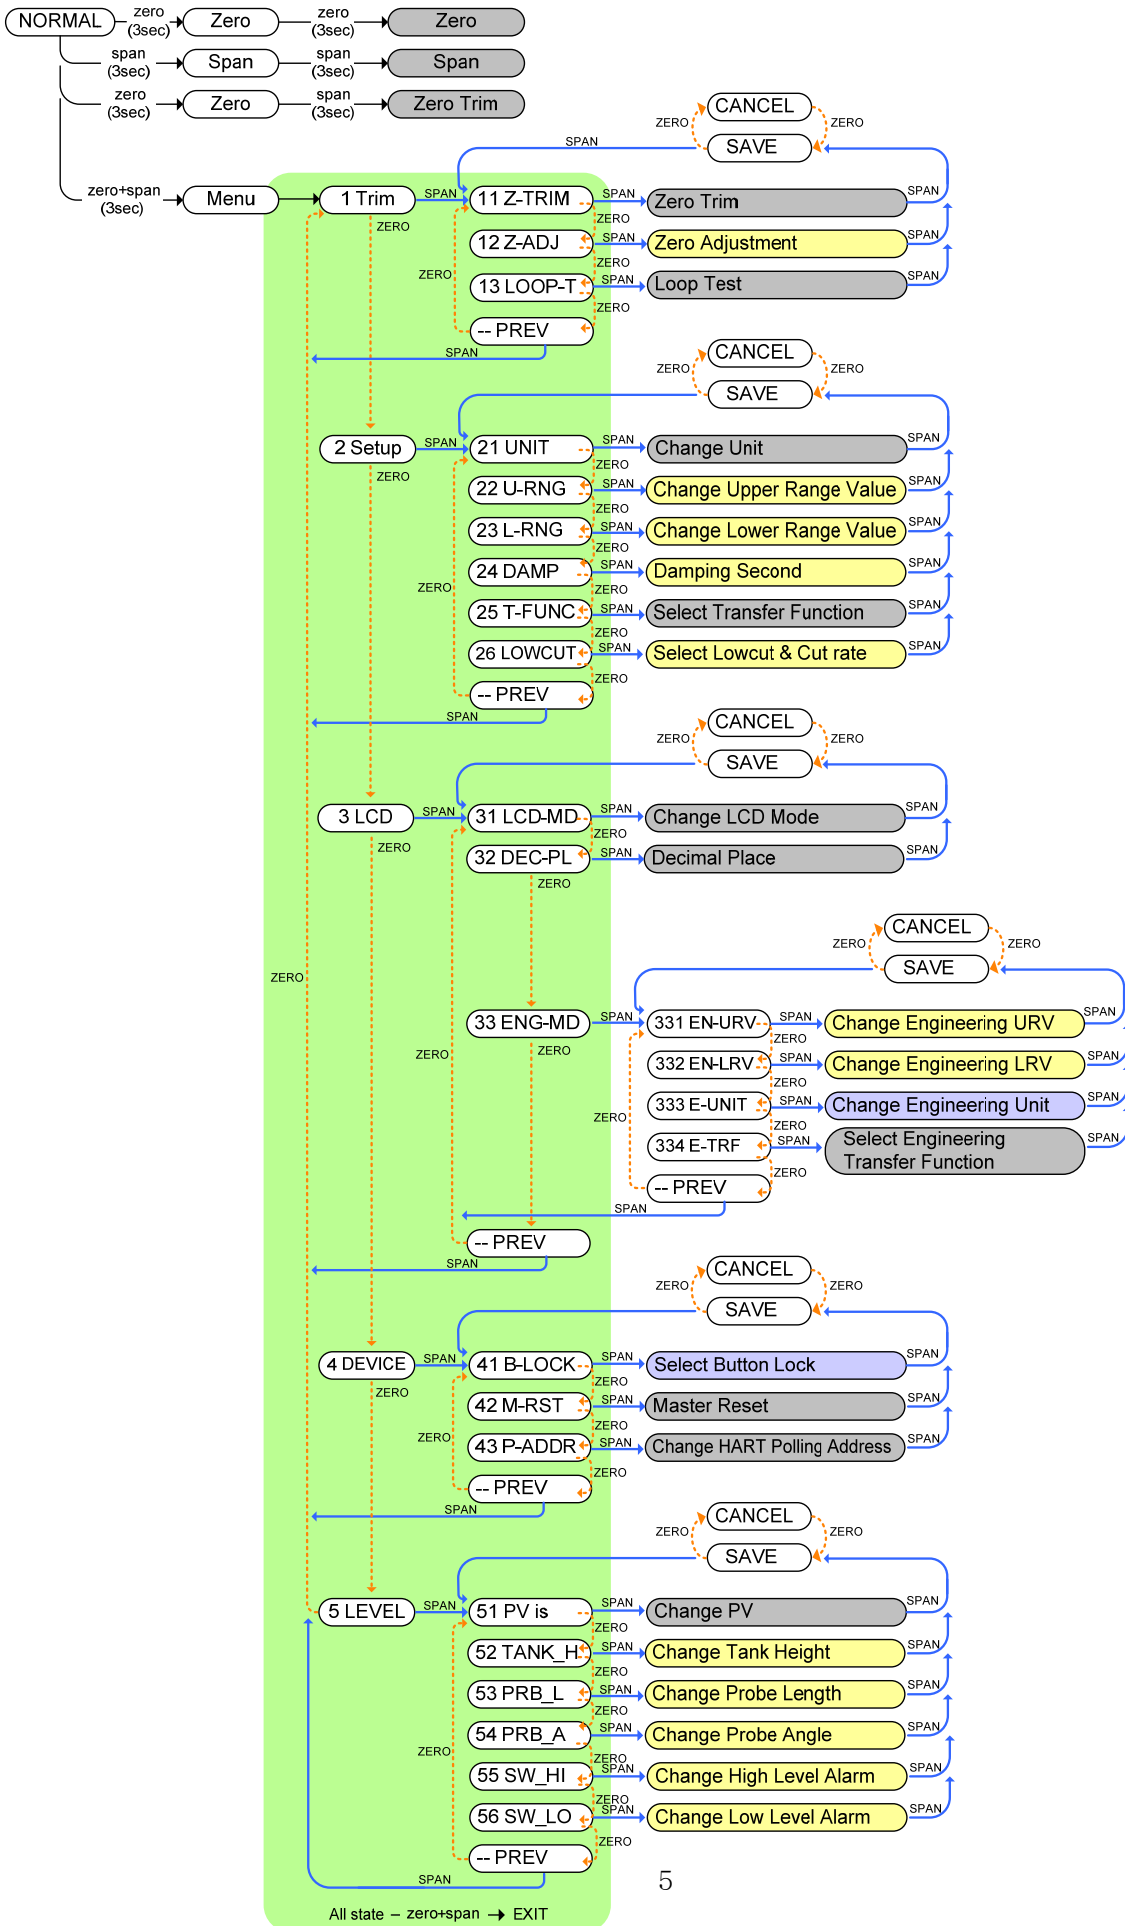 NORMAL zero (3sec) Zero zero (3sec) Zero
span (3sec) Span span (3sec) Span
zero (3sec) Zero span (3sec) Zero Trim
CANCEL
ZERO ZERO
SPAN SAVE
zero+span (3sec) Menu 1 Trim SPAN 11 Z-TRIM SPAN Zero Trim SPAN
ZERO ZERO
12 Z-ADJ SPAN Zero Adjustment SPAN
ZERO ZERO
13 LOOP-T SPAN Loop Test SPAN
ZERO
-- PREV
SPAN
CANCEL
ZERO ZERO
SAVE
2 Setup SPAN 21 UNIT SPAN Change Unit SPAN
ZERO ZERO
22 U-RNG SPAN Change Upper Range Value SPAN
ZERO
23 L-RNG SPAN Change Lower Range Value SPAN
ZERO
24 DAMP SPAN Damping Second SPAN
ZERO ZERO
25 T-FUNC SPAN Select Transfer Function SPAN
ZERO
26 LOWCUT SPAN Select Lowcut & Cut rate SPAN
ZERO
-- PREV
SPAN
CANCEL
ZERO ZERO
SAVE
3 LCD SPAN 31 LCD-MD SPAN Change LCD Mode SPAN
ZERO ZERO
32 DEC-PL SPAN Decimal Place SPAN
ZERO
CANCEL
ZERO ZERO
SAVE
ZERO
33 ENG-MD SPAN 331 EN-URV SPAN Change Engineering URV SPAN
ZERO ZERO ZERO
332 EN-LRV SPAN Change Engineering LRV SPAN
ZERO
333 E-UNIT SPAN Change Engineering Unit SPAN
ZERO ZERO
334 E-TRF SPAN Select Engineering SPAN
Transfer Function
ZERO
-- PREV
SPAN
-- PREV
SPAN
CANCEL
ZERO ZERO
SAVE
4 DEVICE SPAN 41 B-LOCK SPAN Select Button Lock SPAN
ZERO ZERO
42 M-RST SPAN Master Reset SPAN
ZERO ZERO
43 P-ADDR SPAN Change HART Polling Address SPAN
ZERO
-- PREV
SPAN
CANCEL
ZERO ZERO
SAVE
5 LEVEL SPAN 51 PV is SPAN Change PV SPAN
ZERO
52 TANK_H SPAN Change Tank Height SPAN
ZERO
53 PRB_L SPAN Change Probe Length SPAN
ZERO
54 PRB_A SPAN Change Probe Angle SPAN
ZERO ZERO
55 SW_HI SPAN Change High Level Alarm SPAN
ZERO
56 SW_LO SPAN Change Low Level Alarm SPAN
ZERO
-- PREV
SPAN
5
All state – zero+span → EXIT